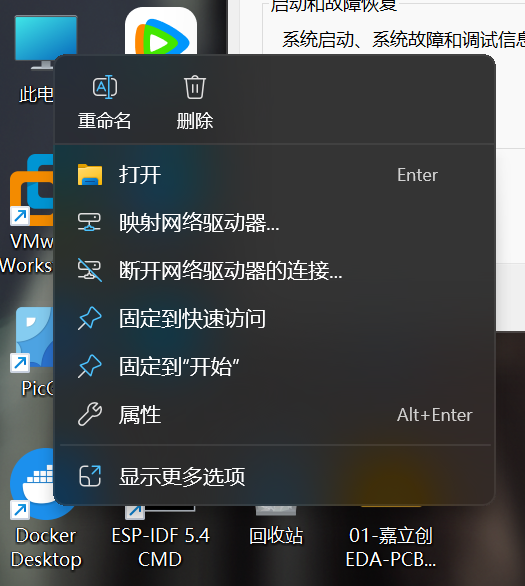 启动和故障恢复
系统启动、系统故障和调试信息
此电
重命名
删除
打开
Enter
映射网络驱动器...
断开网络驱动器的连接...
固定到快速访问
固定到"开始"
属性
Alt+Enter
显示更多选项
VMw
Works
PicG
Docker
Desktop
ESP-IDF 5.4
CMD
回收站
01-嘉立创
EDA-PCB...